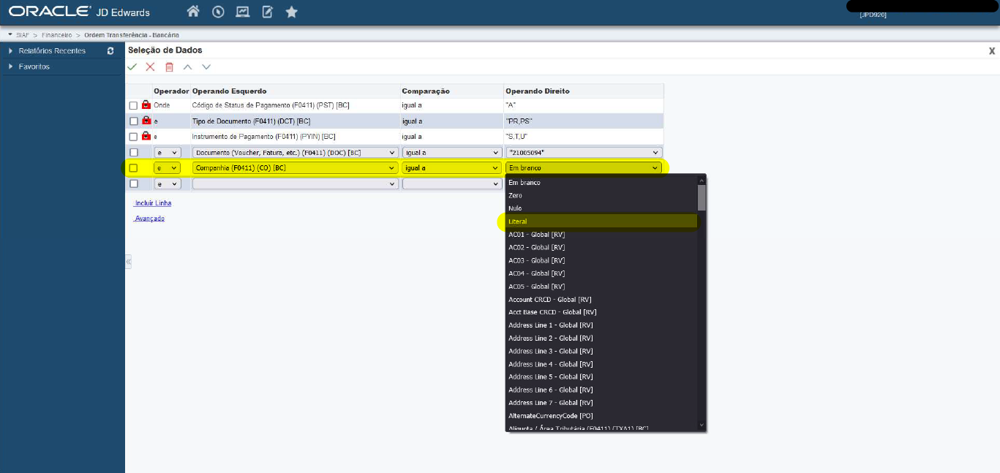 ORACLE® JD Edwards
[JPD920]
SIAF > Financeiro > Ordem Transferência - Bancária
Relatórios Recentes
Favoritos
Seleção de Dados
X
Operador Operando Esquerdo Comparação Operando Direito
Onde Código de Status de Pagamento (F0411) (PST) [BC] igual a "A"
e Tipo de Documento (F0411) (DCT) [BC] igual a "PR,PS"
e Instrumento de Pagamento (F0411) (PYIN) [BC] igual a "S,T,U"
e Documento (Voucher, Fatura, etc.) (F0411) (DOC) [BC] igual a "21005094"
e Companhia (F0411) (CO) [BC] igual a Em branco
e
Em branco
Zero
Nulo
Literal
AC01 - Global [RV]
AC02 - Global [RV]
AC03 - Global [RV]
AC04 - Global [RV]
AC05 - Global [RV]
Account CRCD - Global [RV]
Acct Base CRCD - Global [RV]
Address Line 1 - Global [RV]
Address Line 2 - Global [RV]
Address Line 3 - Global [RV]
Address Line 4 - Global [RV]
Address Line 5 - Global [RV]
Address Line 6 - Global [RV]
Address Line 7 - Global [RV]
AlternateCurrencyCode [PO]
Alíquota / Área Tributária (F0411) (TXA1) [BC]
Incluir Linha
Avançado